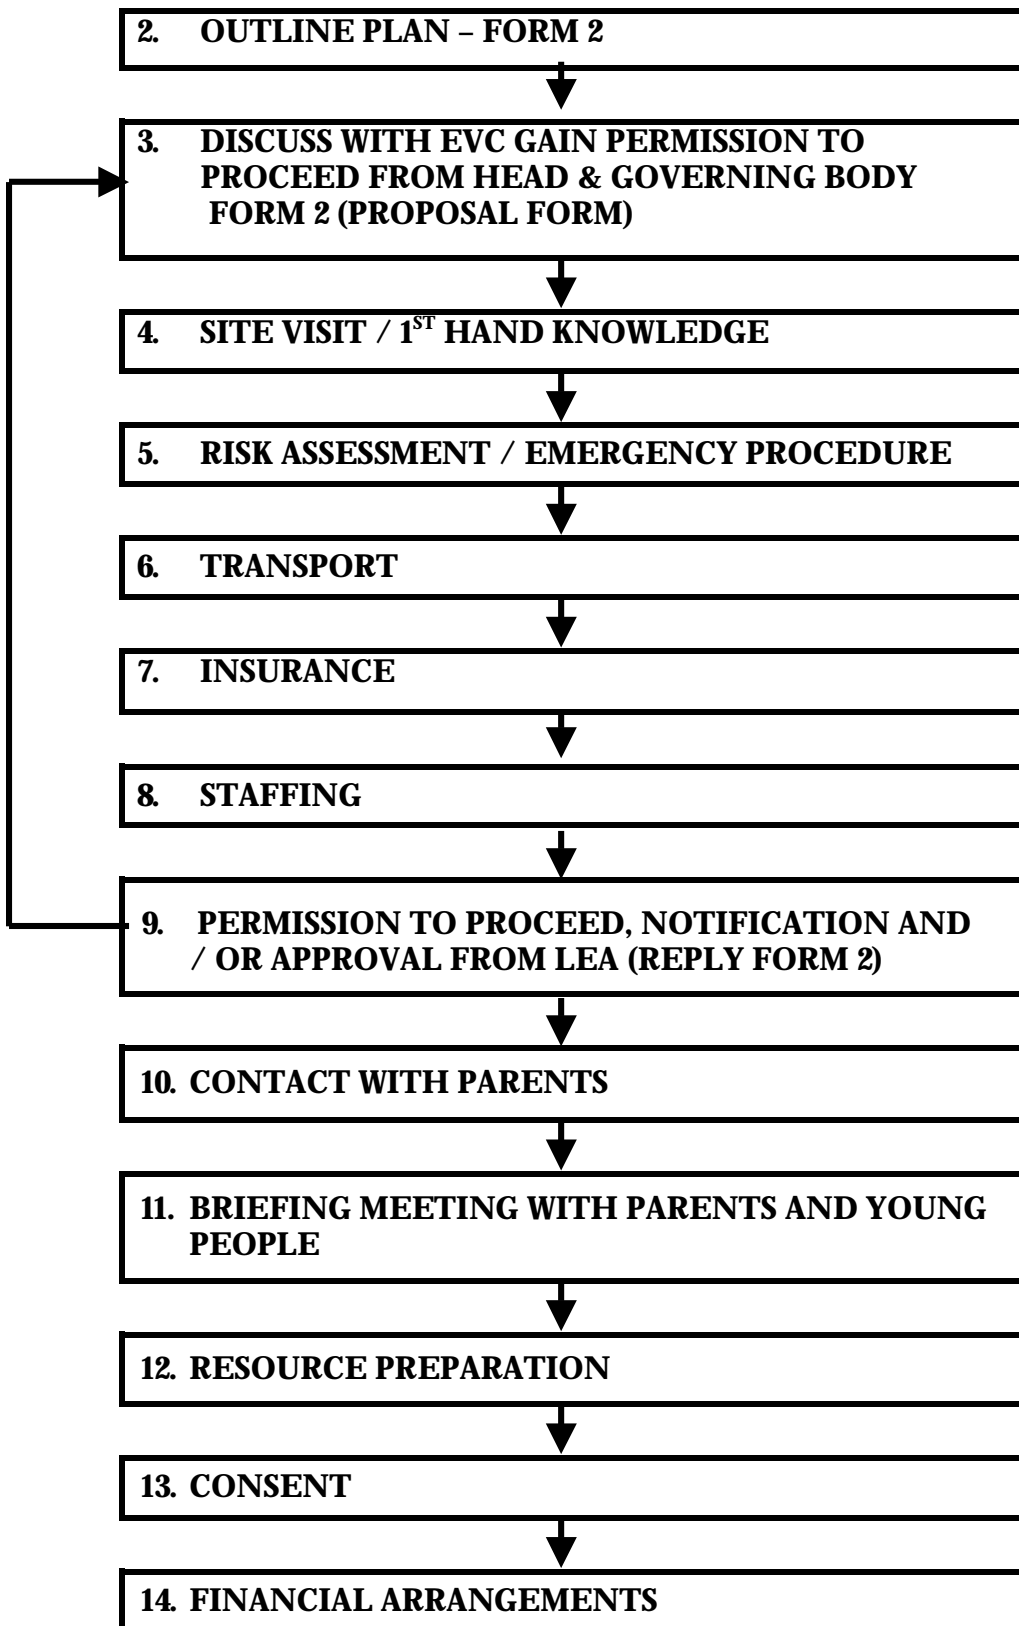 2. OUTLINE PLAN – FORM 2
3. DISCUSS WITH EVC GAIN PERMISSION TO
PROCEED FROM HEAD & GOVERNING BODY
FORM 2 (PROPOSAL FORM)
4. SITE VISIT / 1ST HAND KNOWLEDGE
5. RISK ASSESSMENT / EMERGENCY PROCEDURE
6. TRANSPORT
7. INSURANCE
8. STAFFING
9. PERMISSION TO PROCEED, NOTIFICATION AND
/ OR APPROVAL FROM LEA (REPLY FORM 2)
10. CONTACT WITH PARENTS
11. BRIEFING MEETING WITH PARENTS AND YOUNG
PEOPLE
12. RESOURCE PREPARATION
13. CONSENT
14. FINANCIAL ARRANGEMENTS